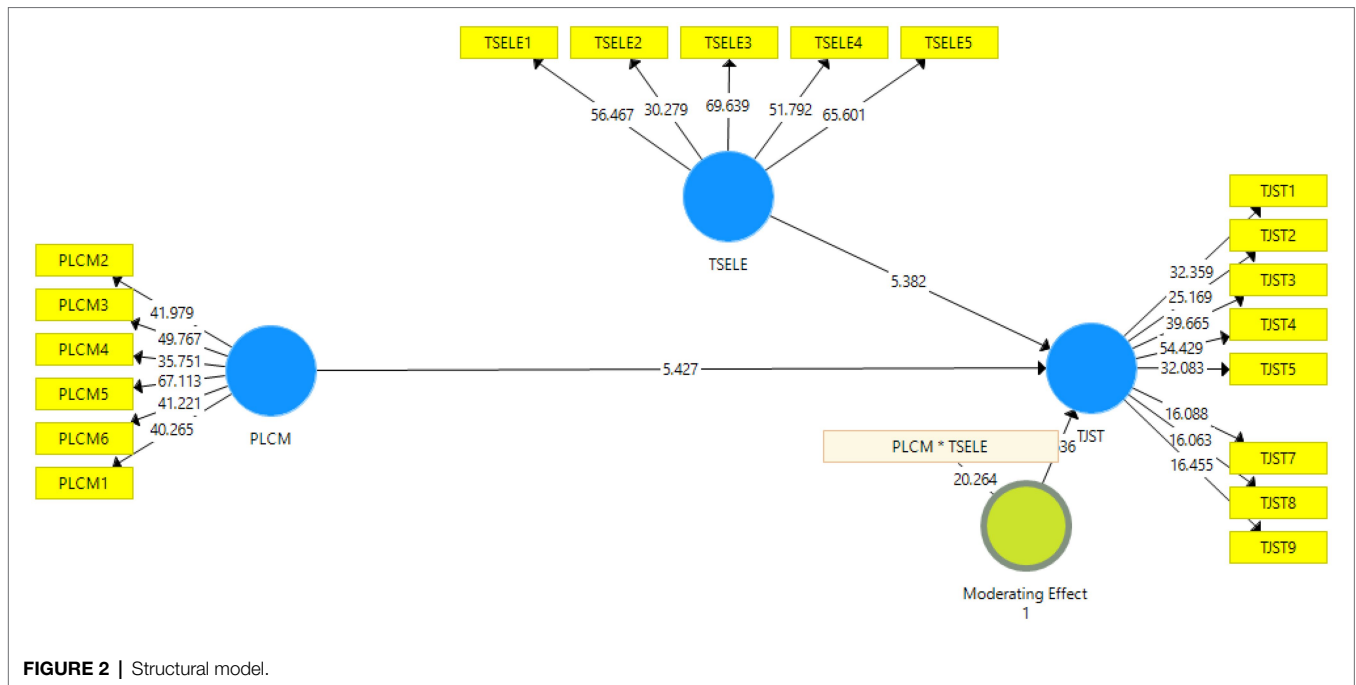 TSELE1
TSELE2
TSELE3
TSELE4
TSELE5
56.467
30.279
69.639
51.792
65.601
TSELE
5.382
PLCM2
PLCM3
PLCM4
PLCM5
PLCM6
PLCM1
41.979
49.767
35.751
67.113
41.221
40.265
PLCM
5.427
TJST1
TJST2
TJST3
TJST4
TJST5
TJST7
TJST8
TJST9
32.359
25.169
39.665
54.429
32.083
16.088
16.063
16.455
TJST
PLCM * TSELE
36
20.264
Moderating Effect
1
FIGURE 2 | Structural model.